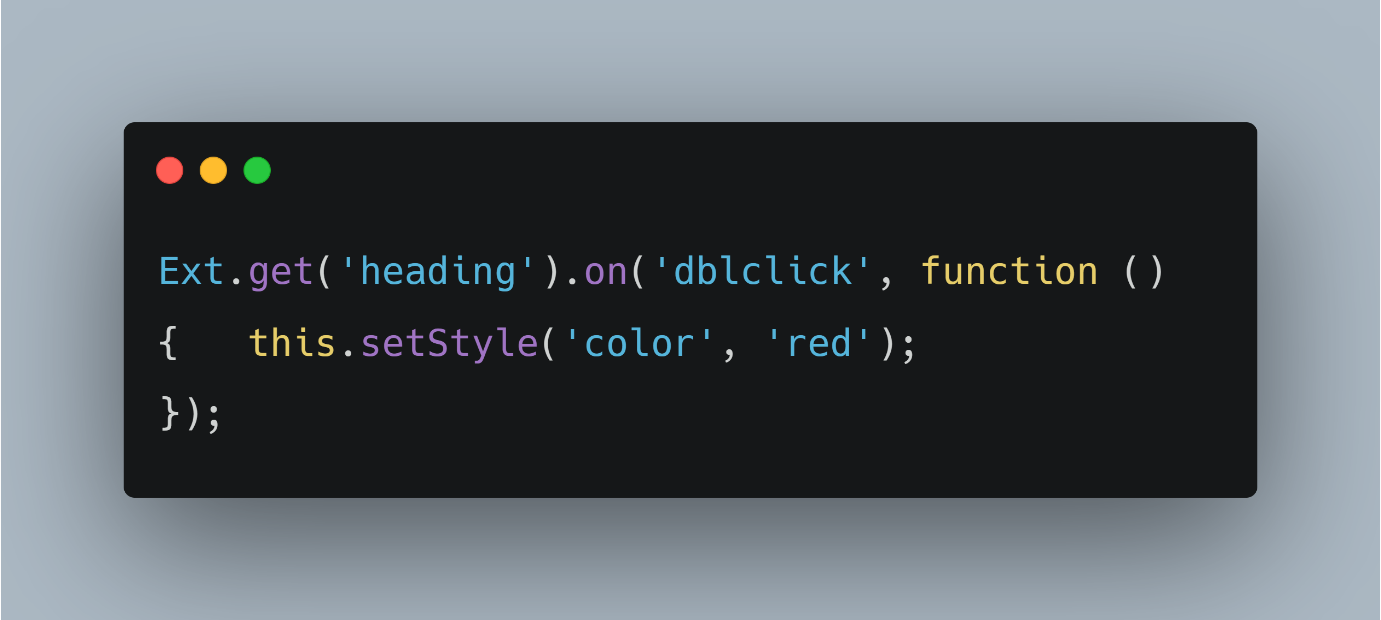 Ext.get('heading').on('dblclick', function ()
{   this.setStyle('color', 'red');
});